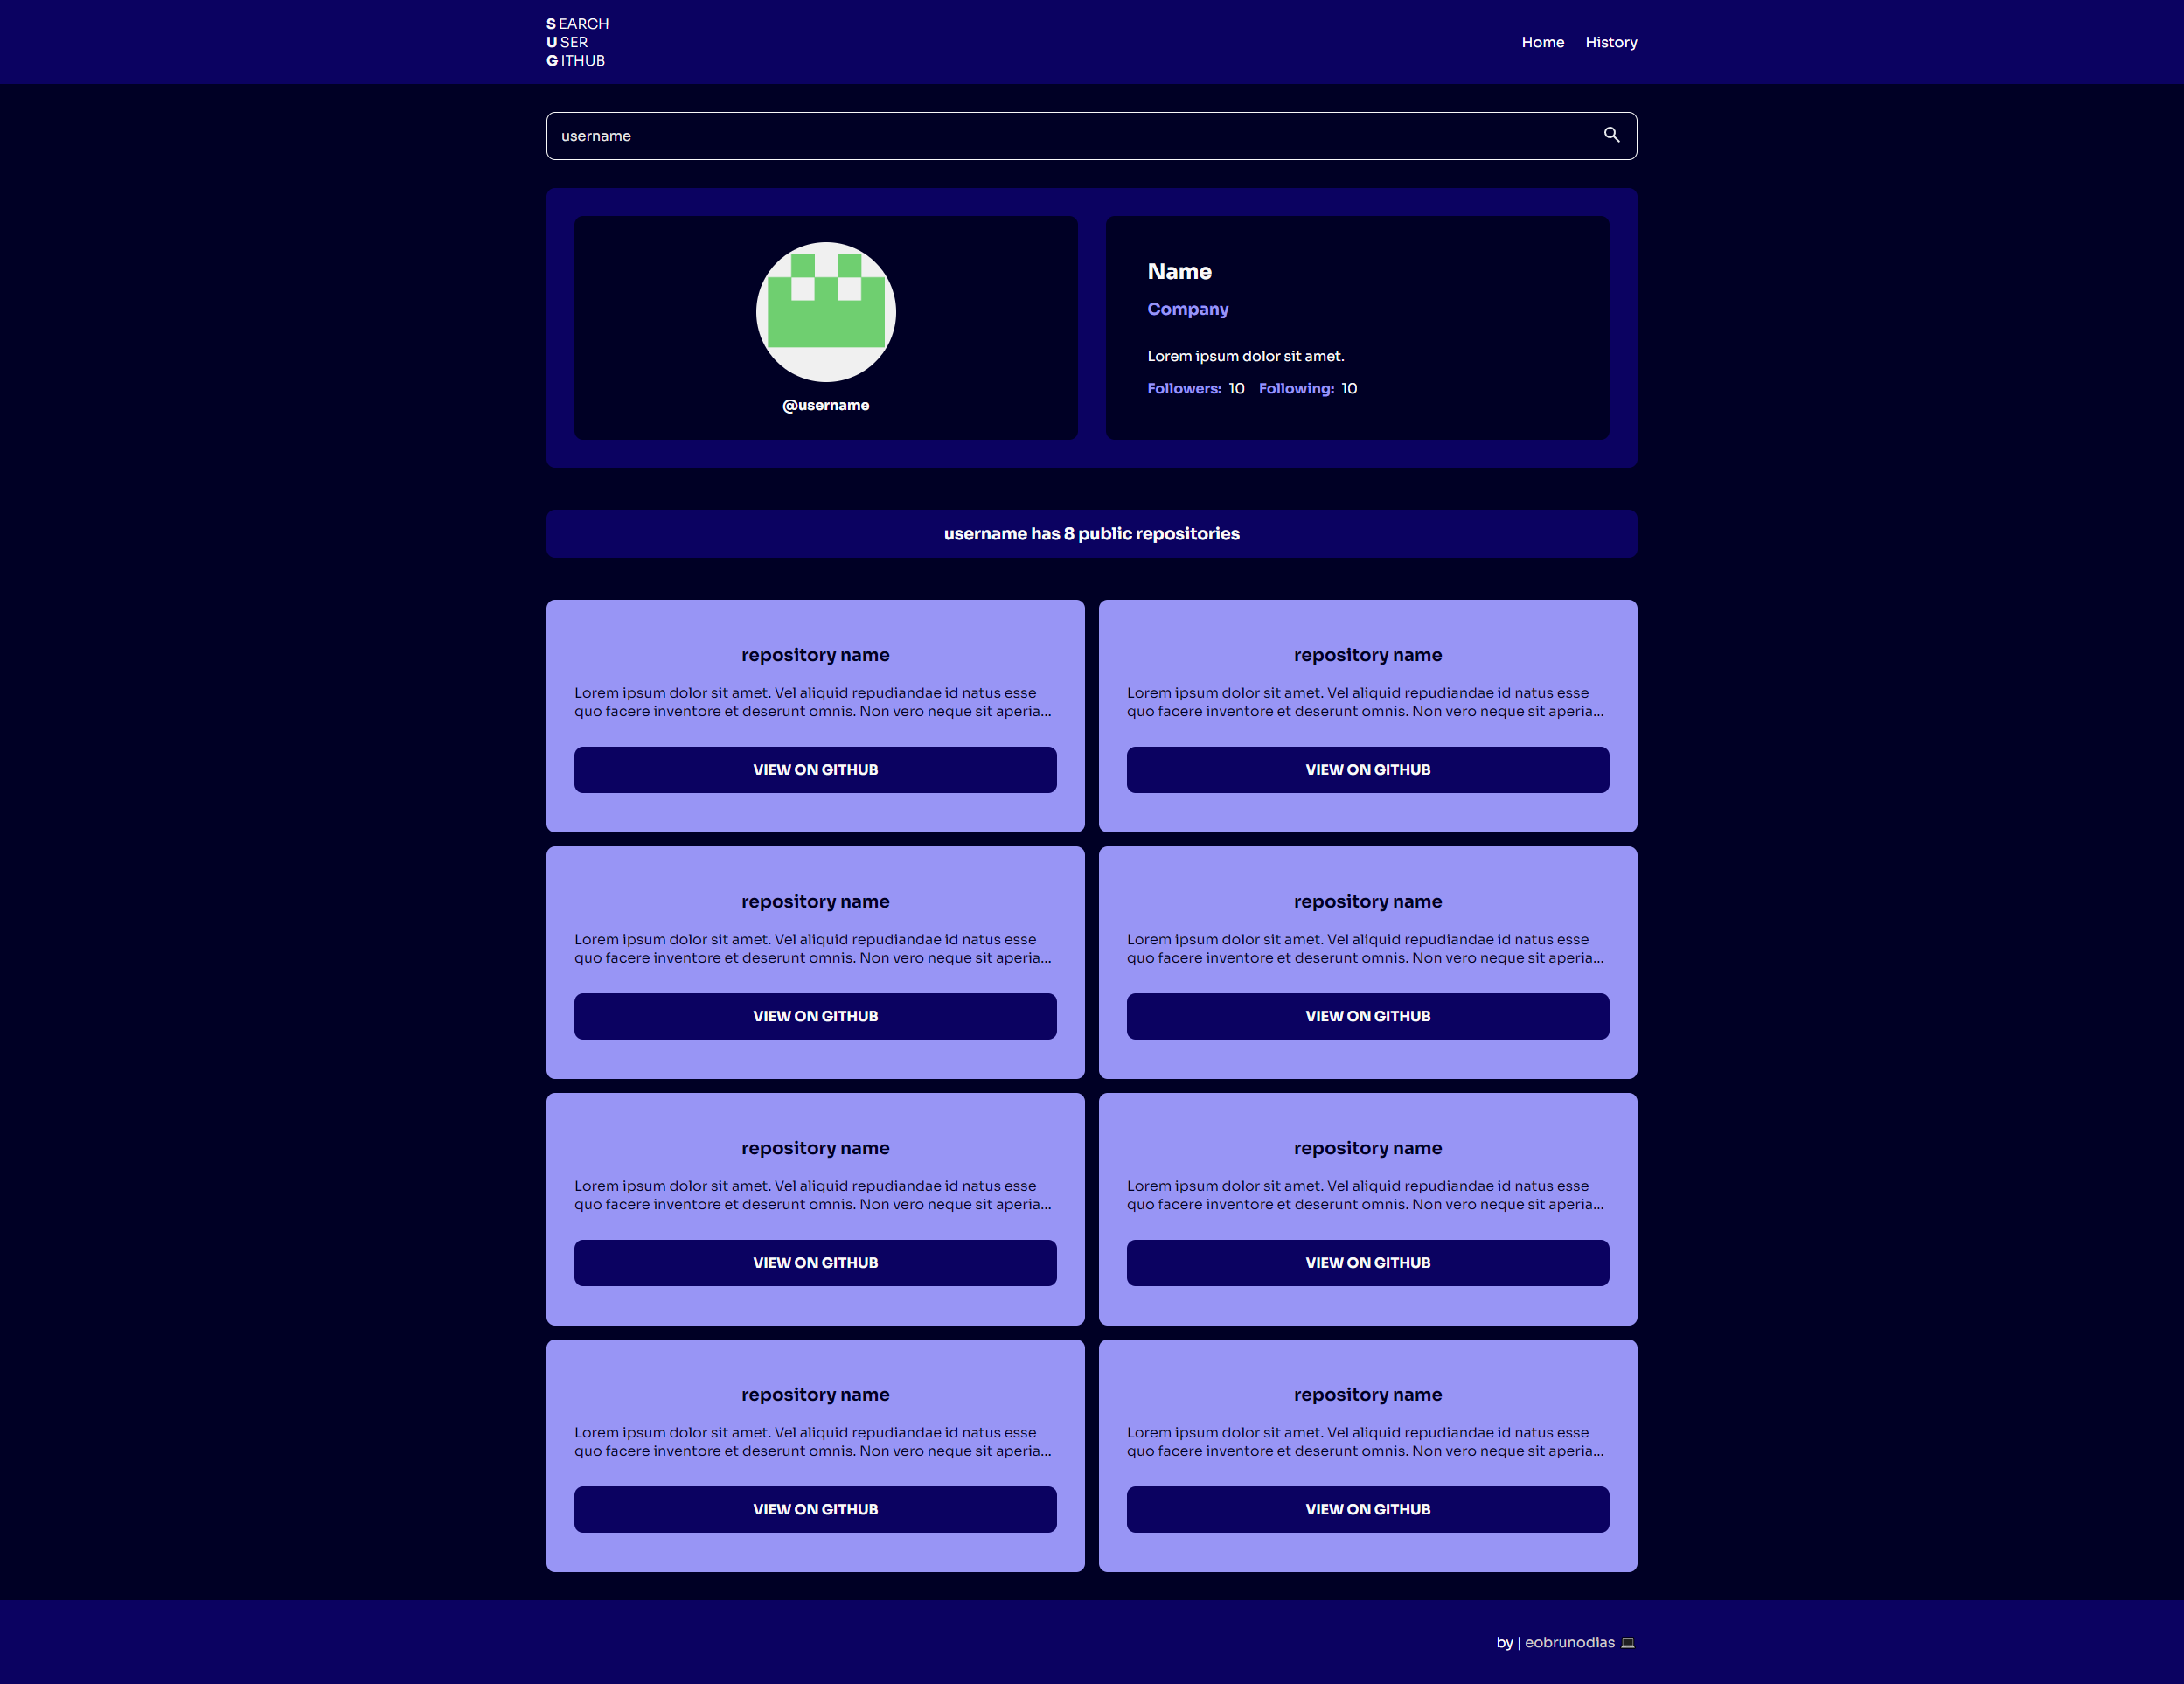 S EARCH
U SER
G ITHUB
Home History
username
@username
Name
Company
Lorem ipsum dolor sit amet.
Followers: 10 Following: 10
username has 8 public repositories
repository name
Lorem ipsum dolor sit amet. Vel aliquid repudiandae id natus esse
quo facere inventore et deserunt omnis. Non vero neque sit aperia...
VIEW ON GITHUB
repository name
Lorem ipsum dolor sit amet. Vel aliquid repudiandae id natus esse
quo facere inventore et deserunt omnis. Non vero neque sit aperia...
VIEW ON GITHUB
repository name
Lorem ipsum dolor sit amet. Vel aliquid repudiandae id natus esse
quo facere inventore et deserunt omnis. Non vero neque sit aperia...
VIEW ON GITHUB
repository name
Lorem ipsum dolor sit amet. Vel aliquid repudiandae id natus esse
quo facere inventore et deserunt omnis. Non vero neque sit aperia...
VIEW ON GITHUB
repository name
Lorem ipsum dolor sit amet. Vel aliquid repudiandae id natus esse
quo facere inventore et deserunt omnis. Non vero neque sit aperia...
VIEW ON GITHUB
repository name
Lorem ipsum dolor sit amet. Vel aliquid repudiandae id natus esse
quo facere inventore et deserunt omnis. Non vero neque sit aperia...
VIEW ON GITHUB
repository name
Lorem ipsum dolor sit amet. Vel aliquid repudiandae id natus esse
quo facere inventore et deserunt omnis. Non vero neque sit aperia...
VIEW ON GITHUB
repository name
Lorem ipsum dolor sit amet. Vel aliquid repudiandae id natus esse
quo facere inventore et deserunt omnis. Non vero neque sit aperia...
VIEW ON GITHUB
by | eobrunodias 💻